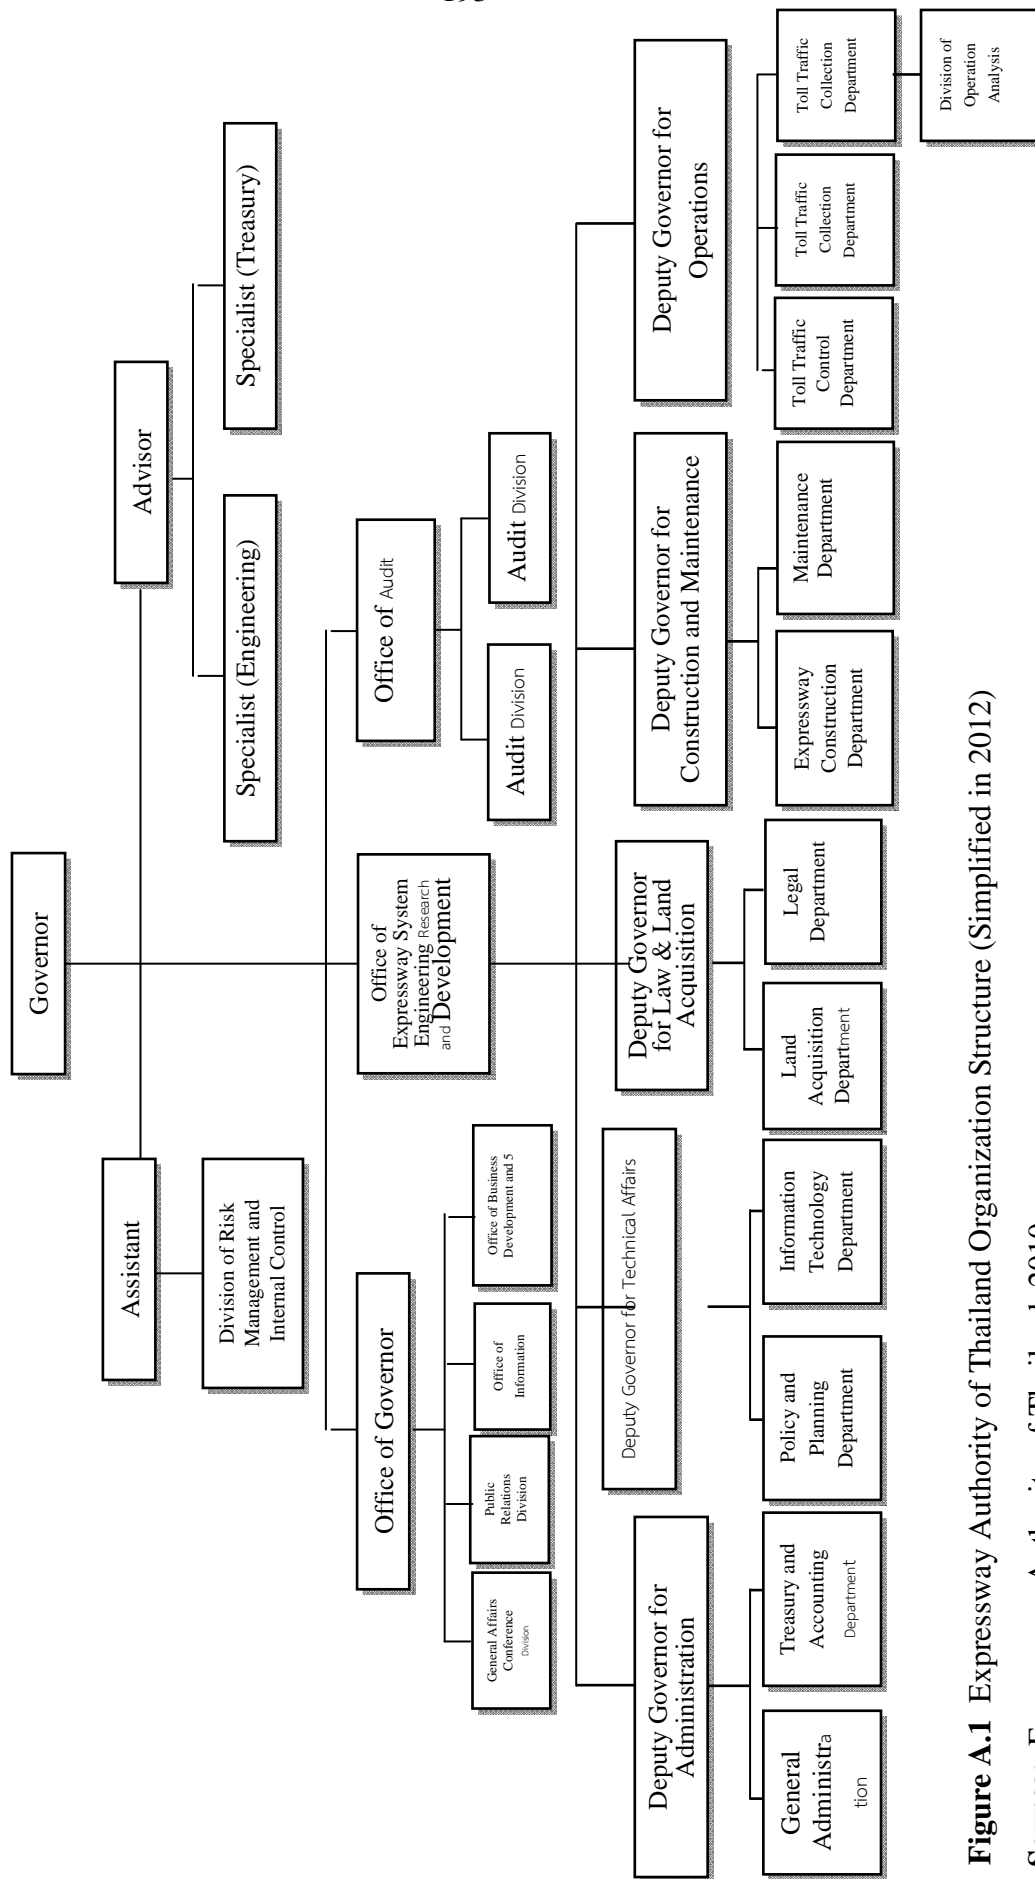 Governor
Assistant
Advisor
Division of Risk
Management and
Internal Control
Specialist (Engineering)
Specialist (Treasury)
Office of Governor
Office of
Expressway System
Engineering Research
and Development
Office of Audit
General Affairs
Conference
Division
Public
Relations
Division
Office of
Information
Office of Business
Development and 5
Audit Division
Audit Division
Deputy Governor for
Administration
Deputy Governor for Technical Affairs
Deputy Governor
for Law & Land
Acquisition
Deputy Governor for
Construction and Maintenance
Deputy Governor for
Operations
General
Administra
tion
Treasury and
Accounting
Department
Policy and
Planning
Department
Information
Technology
Department
Land
Acquisition
Department
Legal
Department
Expressway
Construction
Department
Maintenance
Department
Toll Traffic
Control
Department
Toll Traffic
Collection
Department
Toll Traffic
Collection
Department
Division of
Operation
Analysis
Figure A.1 Expressway Authority of Thailand Organization Structure (Simplified in 2012)